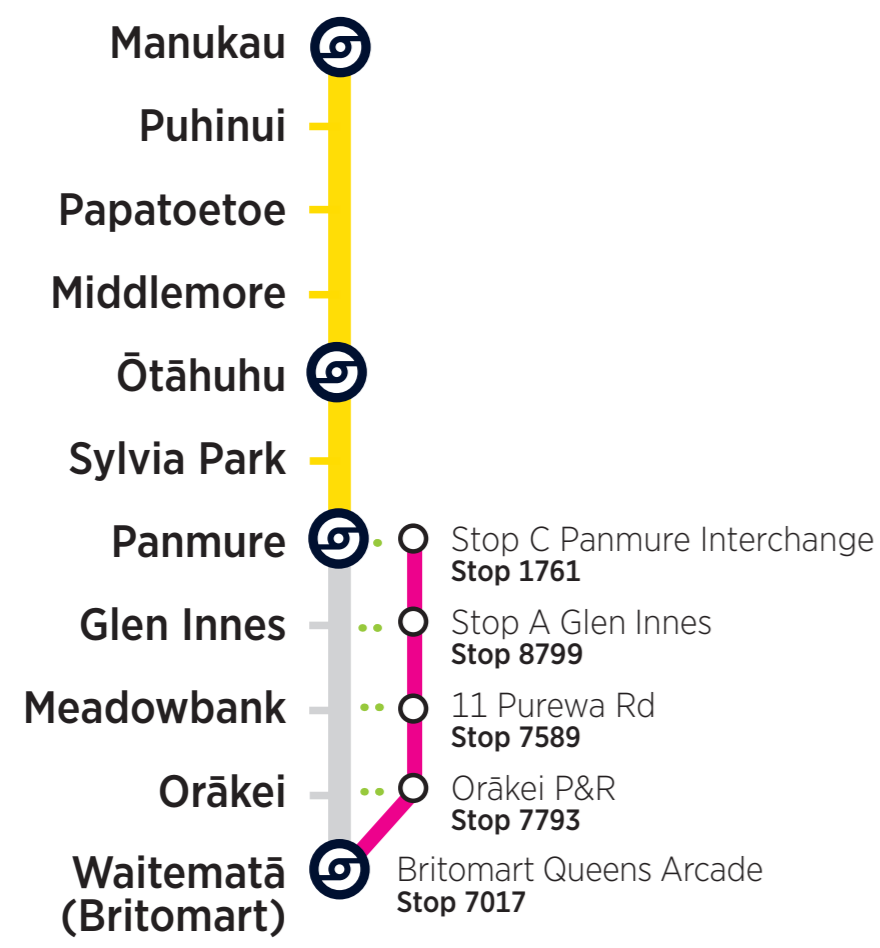 Manukau
Puhinui
Papatoetoe
Middlemore
Ōtāhuhu
Sylvia Park
Panmure
Stop C Panmure Interchange
Stop 1761
Glen Innes
Stop A Glen Innes
Stop 8799
Meadowbank
11 Purewa Rd
Stop 7589
Orākei
Orākei P&R
Stop 7793
Waitematā
(Britomart)
Britomart Queens Arcade
Stop 7017